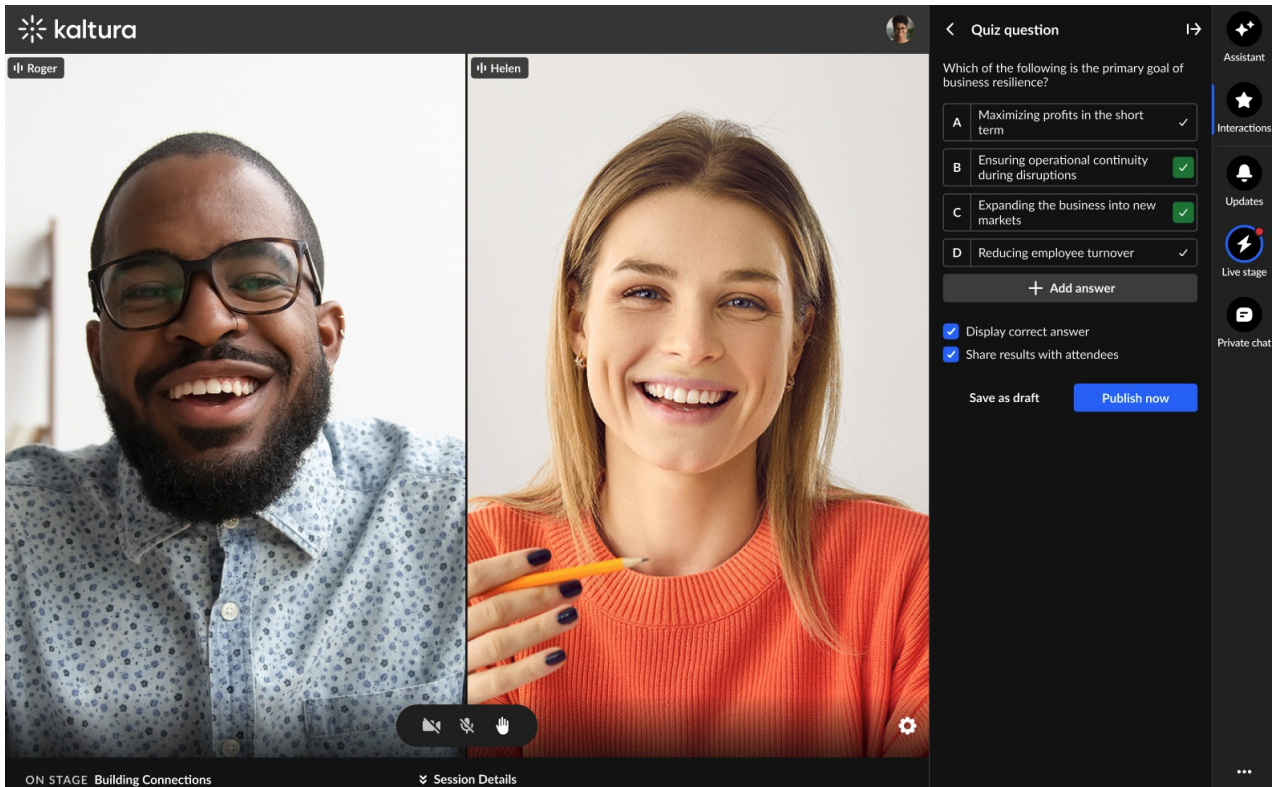 kaltura
Roger
Helen
ON STAGE Building Connections
Session Details
Quiz question
Which of the following is the primary goal of
business resilience?
A
Maximizing profits in the short
term
B
Ensuring operational continuity
during disruptions
C
Expanding the business into new
markets
D
Reducing employee turnover
+ Add answer
Display correct answer
Share results with attendees
Save as draft
Publish now
Assistant
Interactions
Updates
Live stage
Private chat